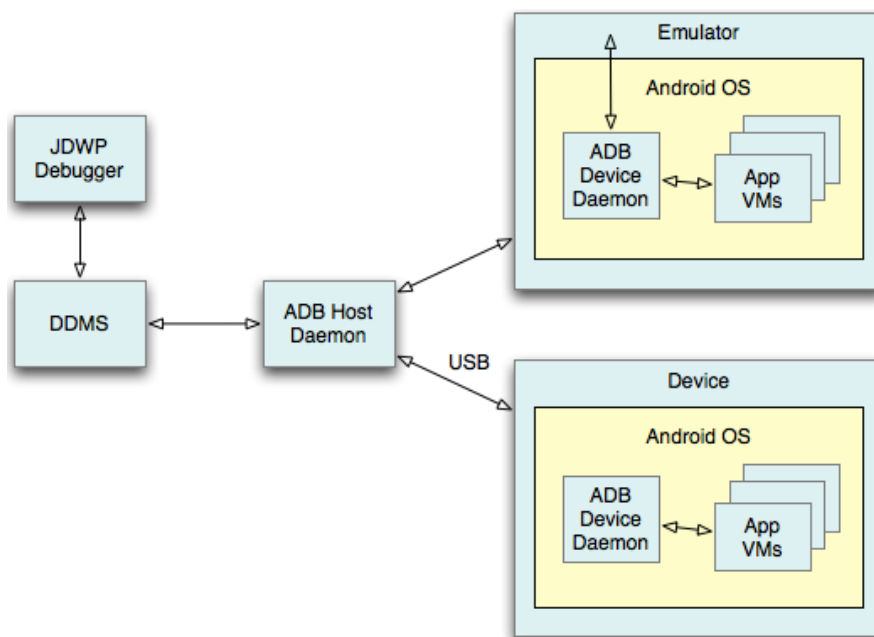 Emulator
Android OS
JDWP
Debugger
ADB
Device
Daemon
App
VMs
DDMS
ADB Host
Daemon
USB
Device
Android OS
ADB
Device
Daemon
App
VMs